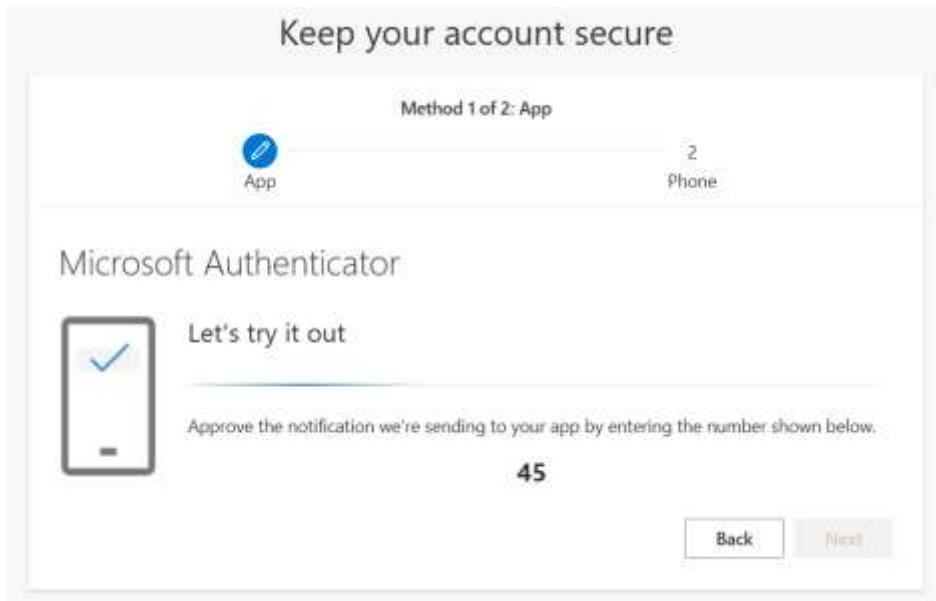 Keep your account secure
Method 1 of 2: App
App
2
Phone
Microsoft Authenticator
Let's try it out
Approve the notification we're sending to your app by entering the number shown below.
45
Back
Next